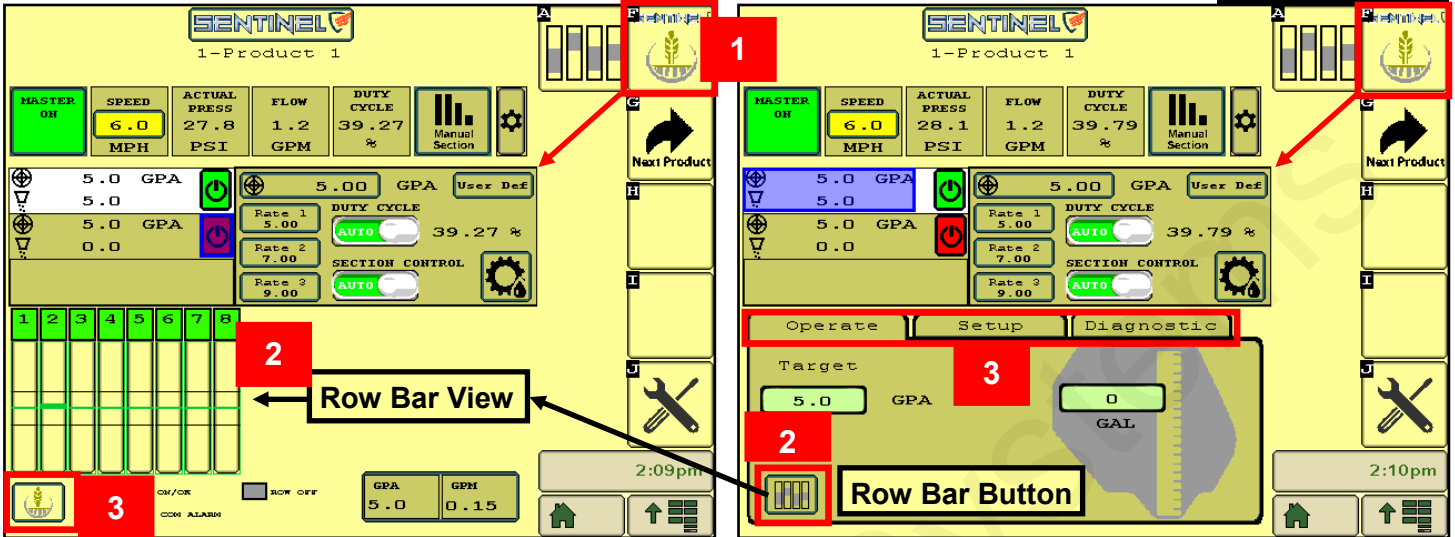 SENTINEL
1-Product 1
A
F
SENTINEL
1
MASTER ON
SPEED
6.0
MPH
ACTUAL PRESS
27.8
PSI
FLOW
1.2
GPM
DUTY CYCLE
39.27
%
Manual Section
G
Next Product
5.0 GPA
5.0
5.00 GPA
User Def
Rate 1
5.00
DUTY CYCLE
AUTO
39.27 %
5.0 GPA
0.0
Rate 2
7.00
SECTION CONTROL
Rate 3
9.00
AUTO
H
I
J
1 2 3 4 5 6 7 8
2
Row Bar View
3
ON/OK
ROW OFF
COM ALARM
GPA
5.0
GPM
0.15
2:09pm
SENTINEL
1-Product 1
A
F
SENTINEL
1
MASTER ON
SPEED
6.0
MPH
ACTUAL PRESS
28.1
PSI
FLOW
1.2
GPM
DUTY CYCLE
39.79
%
Manual Section
G
Next Product
5.0 GPA
5.0
5.00 GPA
User Def
Rate 1
5.00
DUTY CYCLE
AUTO
39.79 %
5.0 GPA
0.0
Rate 2
7.00
SECTION CONTROL
Rate 3
9.00
AUTO
H
I
J
Operate
Setup
Diagnostic
3
Target
5.0 GPA
0
GAL
2
Row Bar Button
2:10pm